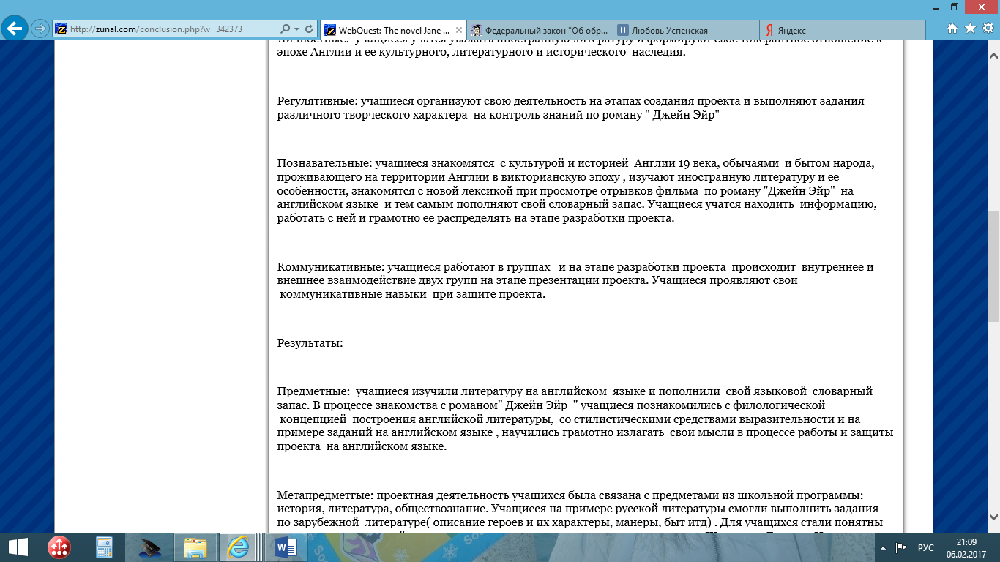 http://zunal.com/conclusion.php?w=342373
WebQuest: The novel Jane ...
Федеральный закон "Об обр...
Любовь Успенская
Яндекс
Личностные: учащиеся учатся уважать иностранную литературу и формируют свое толерантное отношение к
эпохе Англии и ее культурного, литературного и исторического наследия.
Регулятивные: учащиеся организуют свою деятельность на этапах создания проекта и выполняют задания
различного творческого характера на контроль знаний по роману " Джейн Эйр"
Познавательные: учащиеся знакомятся с культурой и историей Англии 19 века, обычаями и бытом народа,
проживающего на территории Англии в викторианскую эпоху , изучают иностранную литературу и ее
особенности, знакомятся с новой лексикой при просмотре отрывков фильма по роману "Джейн Эйр" на
английском языке и тем самым пополняют свой словарный запас. Учащиеся учатся находить информацию,
работать с ней и грамотно ее распределять на этапе разработки проекта.
Коммуникативные: учащиеся работают в группах и на этапе разработки проекта происходит внутреннее и
внешнее взаимодействие двух групп на этапе презентации проекта. Учащиеся проявляют свои
коммуникативные навыки при защите проекта.
Результаты:
Предметные: учащиеся изучили литературу на английском языке и пополнили свой языковой словарный
запас. В процессе знакомства с романом" Джейн Эйр " учащиеся познакомились с филологической
концепцией построения английской литературы, со стилистическими средствами выразительности и на
примере заданий на английском языке , научились грамотно излагать свои мысли в процессе работы и защиты
проекта на английском языке.
Метапредметгые: проектная деятельность учащихся была связана с предметами из школьной программы:
история, литература, обществознание. Учащиеся на примере русской литературы смогли выполнить задания
по зарубежной литературе( описание героев и их характеры, манеры, быт итд) . Для учащихся стали понятны
РУС
21:09
06.02.2017